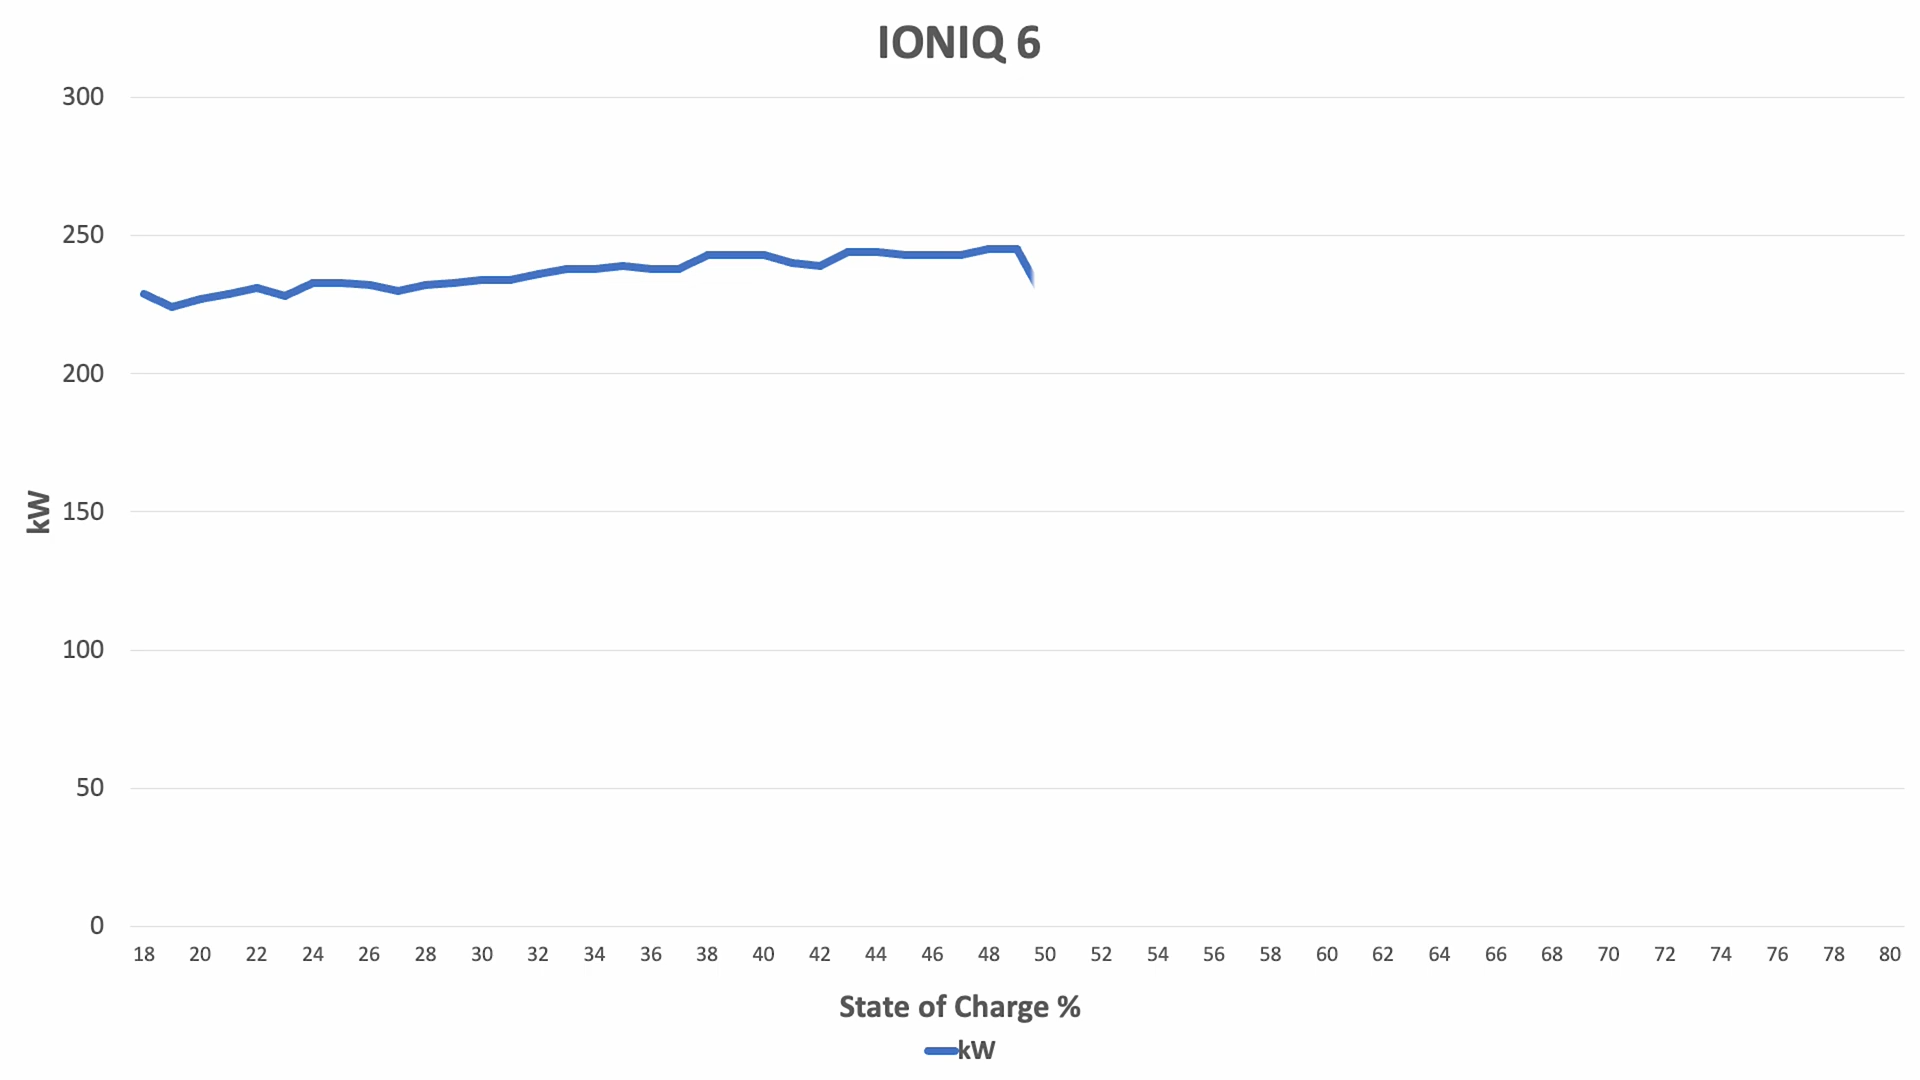 IONIQ 6
300
250
200
150
100
50
0
kW
18 20 22 24 26 28 30 32 34 36 38 40 42 44 46 48 50 52 54 56 58 60 62 64 66 68 70 72 74 76 78 80
State of Charge %
kW